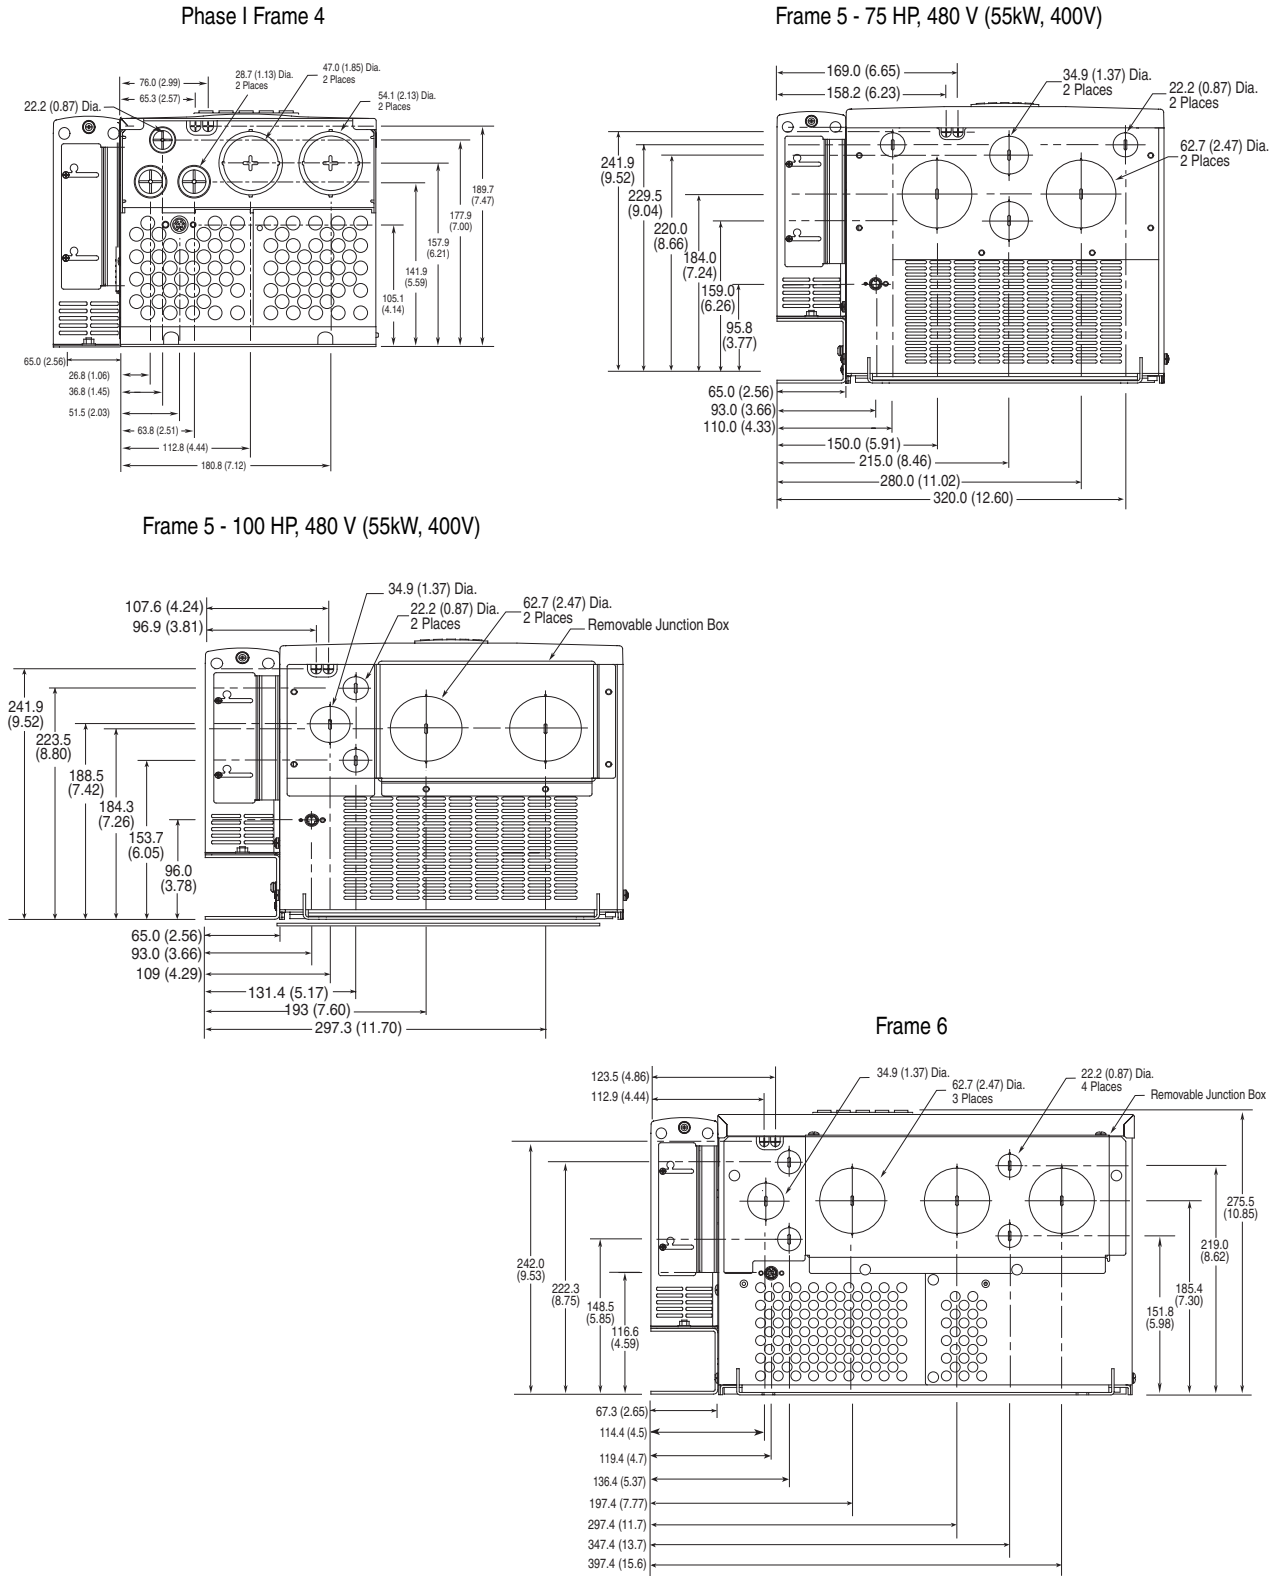 Phase I Frame 4
76.0 (2.99)
65.3 (2.57)
28.7 (1.13) Dia.
2 Places
47.0 (1.85) Dia.
2 Places
54.1 (2.13) Dia.
2 Places
22.2 (0.87) Dia.
189.7
(7.47)
177.9
(7.00)
157.9
(6.21)
141.9
(5.59)
105.1
(4.14)
65.0 (2.56)
26.8 (1.06)
36.8 (1.45)
51.5 (2.03)
63.8 (2.51)
112.8 (4.44)
180.8 (7.12)
Frame 5 - 75 HP, 480 V (55kW, 400V)
169.0 (6.65)
158.2 (6.23)
34.9 (1.37) Dia.
2 Places
22.2 (0.87) Dia.
2 Places
62.7 (2.47) Dia.
2 Places
241.9
(9.52)
229.5
(9.04)
220.0
(8.66)
184.0
(7.24)
159.0
(6.26)
95.8
(3.77)
65.0 (2.56)
93.0 (3.66)
110.0 (4.33)
150.0 (5.91)
215.0 (8.46)
280.0 (11.02)
320.0 (12.60)
Frame 5 - 100 HP, 480 V (55kW, 400V)
107.6 (4.24)
96.9 (3.81)
34.9 (1.37) Dia.
22.2 (0.87) Dia.
2 Places
62.7 (2.47) Dia.
2 Places
Removable Junction Box
241.9
(9.52)
223.5
(8.80)
188.5
(7.42)
184.3
(7.26)
153.7
(6.05)
96.0
(3.78)
65.0 (2.56)
93.0 (3.66)
109 (4.29)
131.4 (5.17)
193 (7.60)
297.3 (11.70)
Frame 6
123.5 (4.86)
112.9 (4.44)
34.9 (1.37) Dia.
62.7 (2.47) Dia.
3 Places
22.2 (0.87) Dia.
4 Places
Removable Junction Box
242.0
(9.53)
222.3
(8.75)
148.5
(5.85)
116.6
(4.59)
275.5
(10.85)
219.0
(8.62)
185.4
(7.30)
151.8
(5.98)
67.3 (2.65)
114.4 (4.5)
119.4 (4.7)
136.4 (5.37)
197.4 (7.77)
297.4 (11.7)
347.4 (13.7)
397.4 (15.6)